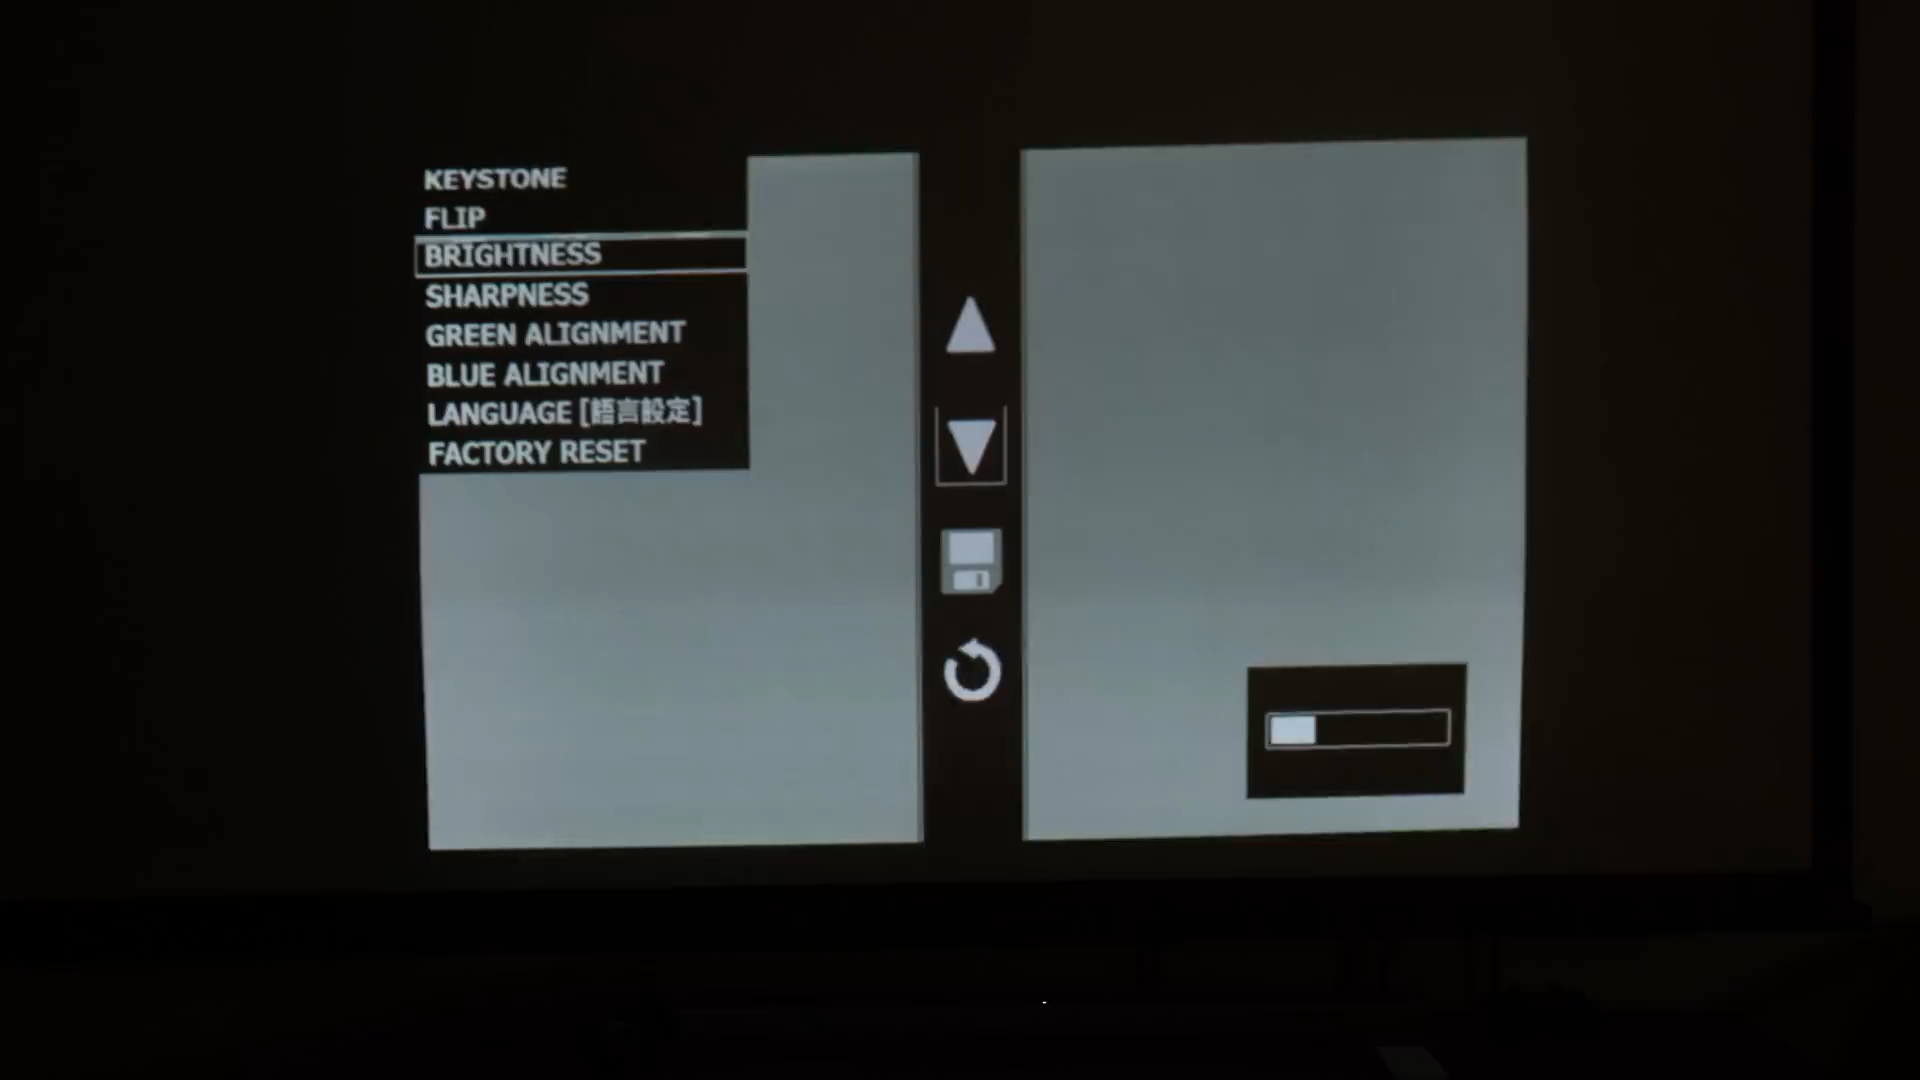 KEYSTONE
FLIP
BRIGHTNESS
SHARPNESS
GREEN ALIGNMENT
BLUE ALIGNMENT
LANGUAGE [語言設定]
FACTORY RESET